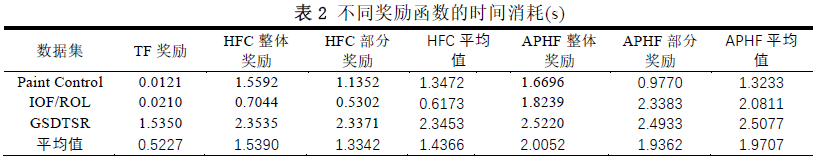 表 2 不同奖励函数的时间消耗(s)
数据集 TF 奖励 HFC 整体奖励 HFC 部分奖励 HFC 平均值 APHF 整体奖励 APHF 部分奖励 APHF 平均值
Paint Control 0.0121 1.5592 1.1352 1.3472 1.6696 0.9770 1.3233
IOF/ROL 0.0210 0.7044 0.5302 0.6173 1.8239 2.3383 2.0811
GSDTSR 1.5350 2.3535 2.3371 2.3453 2.5220 2.4933 2.5077
平均值 0.5227 1.5390 1.3342 1.4366 2.0052 1.9362 1.9707